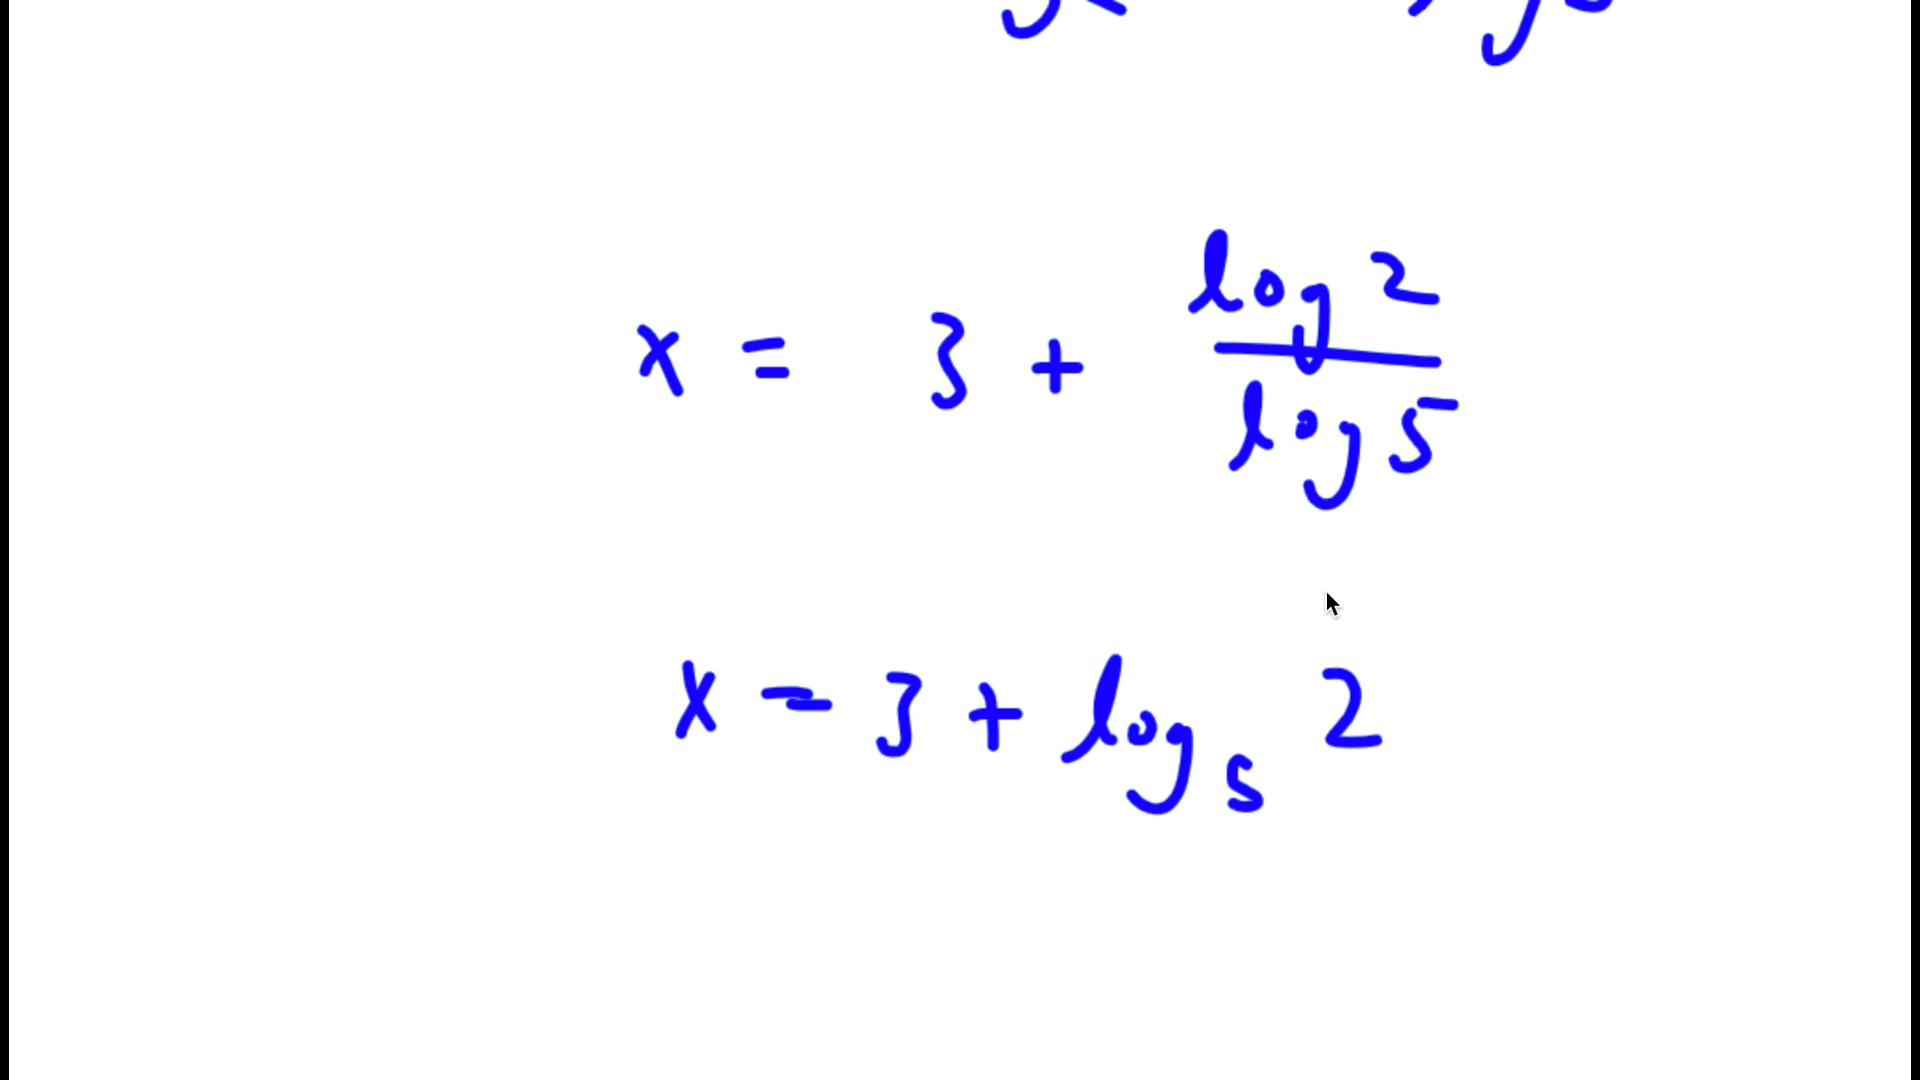 x = 3 + log 2 / log 5
x = 3 + log₅ 2